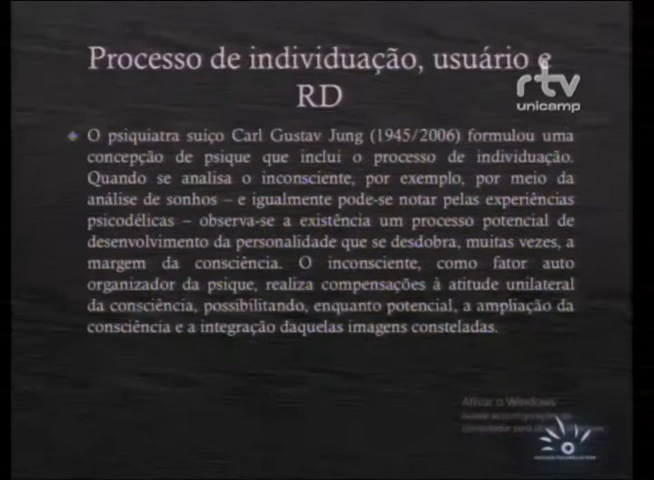 Processo de individuação, usuário e
RD
rtv
unicamp
O psiquiatra suíço Carl Gustav Jung (1945/2006) formulou uma
concepção de psique que inclui o processo de individuação.
Quando se analisa o inconsciente, por exemplo, por meio da
análise de sonhos – e igualmente pode-se notar pelas experiências
psicodélicas – observa-se a existência um processo potencial de
desenvolvimento da personalidade que se desdobra, muitas vezes, a
margem da consciência. O inconsciente, como fator auto
organizador da psique, realiza compensações à atitude unilateral
da consciência, possibilitando, enquanto potencial, a ampliação da
consciência e a integração daquelas imagens consteladas.
Ativar o Windows